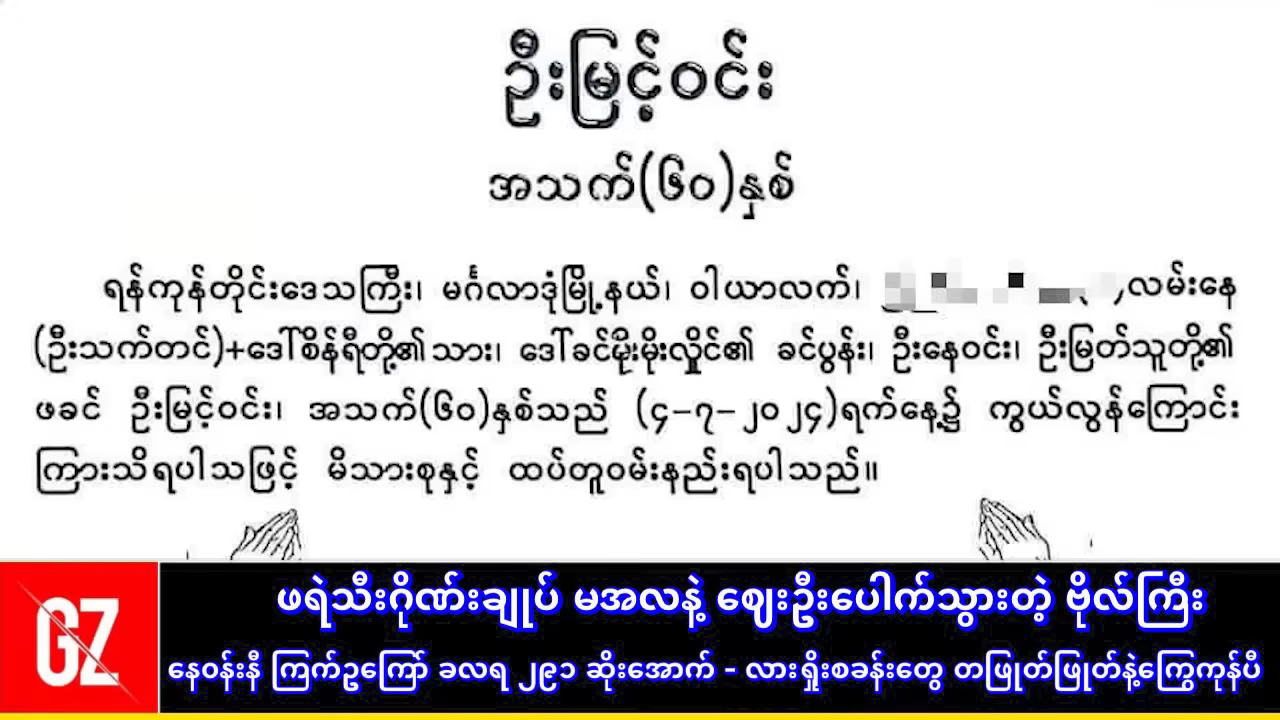 ဦးမြင့်ဝင်း
အသက်(၆၀)နှစ်
ရန်ကုန်တိုင်းဒေသကြီး၊ မင်္ဂလာဒုံမြို့နယ်၊ ဝါယာလက်၊ လမ်းနေ
(ဦးသက်တင်)+ဒေါ်စိန်ရီတို့၏သား၊ ဒေါ်ခင်မိုးမိုးလှိုင်၏ ခင်ပွန်း၊ ဦးနေဝင်း၊ ဦးမြတ်သူတို့၏
ဖခင် ဦးမြင့်ဝင်း၊ အသက်(၆၀)နှစ်သည် (၄-၇-၂၀၂၄)ရက်နေ့၌ ကွယ်လွန်ကြောင်း
ကြားသိရပါသဖြင့် မိသားစုနှင့် ထပ်တူဝမ်းနည်းရပါသည်။
GZ
ဖရဲသီးဂိုဏ်းချုပ် မအလနဲ့ ဈေးဦးပေါက်သွားတဲ့ ဗိုလ်ကြီး
နေဝန်းနီ ကြက်ဥကြော် ခလရ ၂၉၁ ဆိုးအောက် - လားရှိုးစခန်းတွေ တဖြုတ်ဖြုတ်နဲ့ကြွေကုန်ပီ